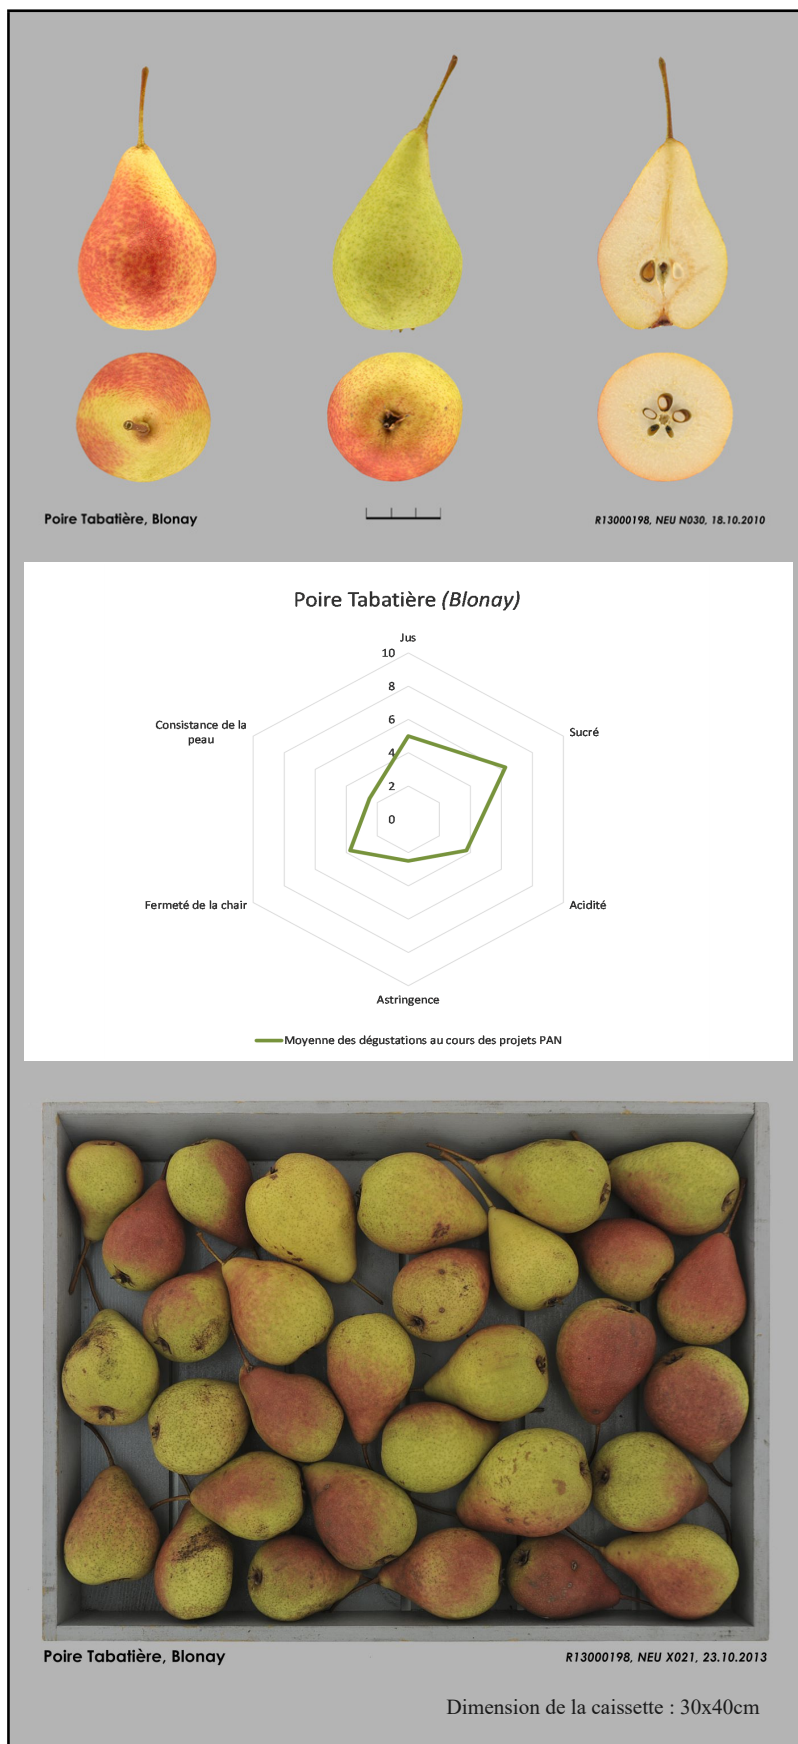 Poire Tabatière, Blonay
R13000198, NEU N030, 18.10.2010
Poire Tabatière (Blonay)
Jus
10
8
6
4
2
0
Sucré
Acidité
Astringence
Fermeté de la chair
Consistance de la
peau
Moyenne des dégustations au cours des projets PAN
Poire Tabatière, Blonay
R13000198, NEU X021, 23.10.2013
Dimension de la caissette : 30x40cm